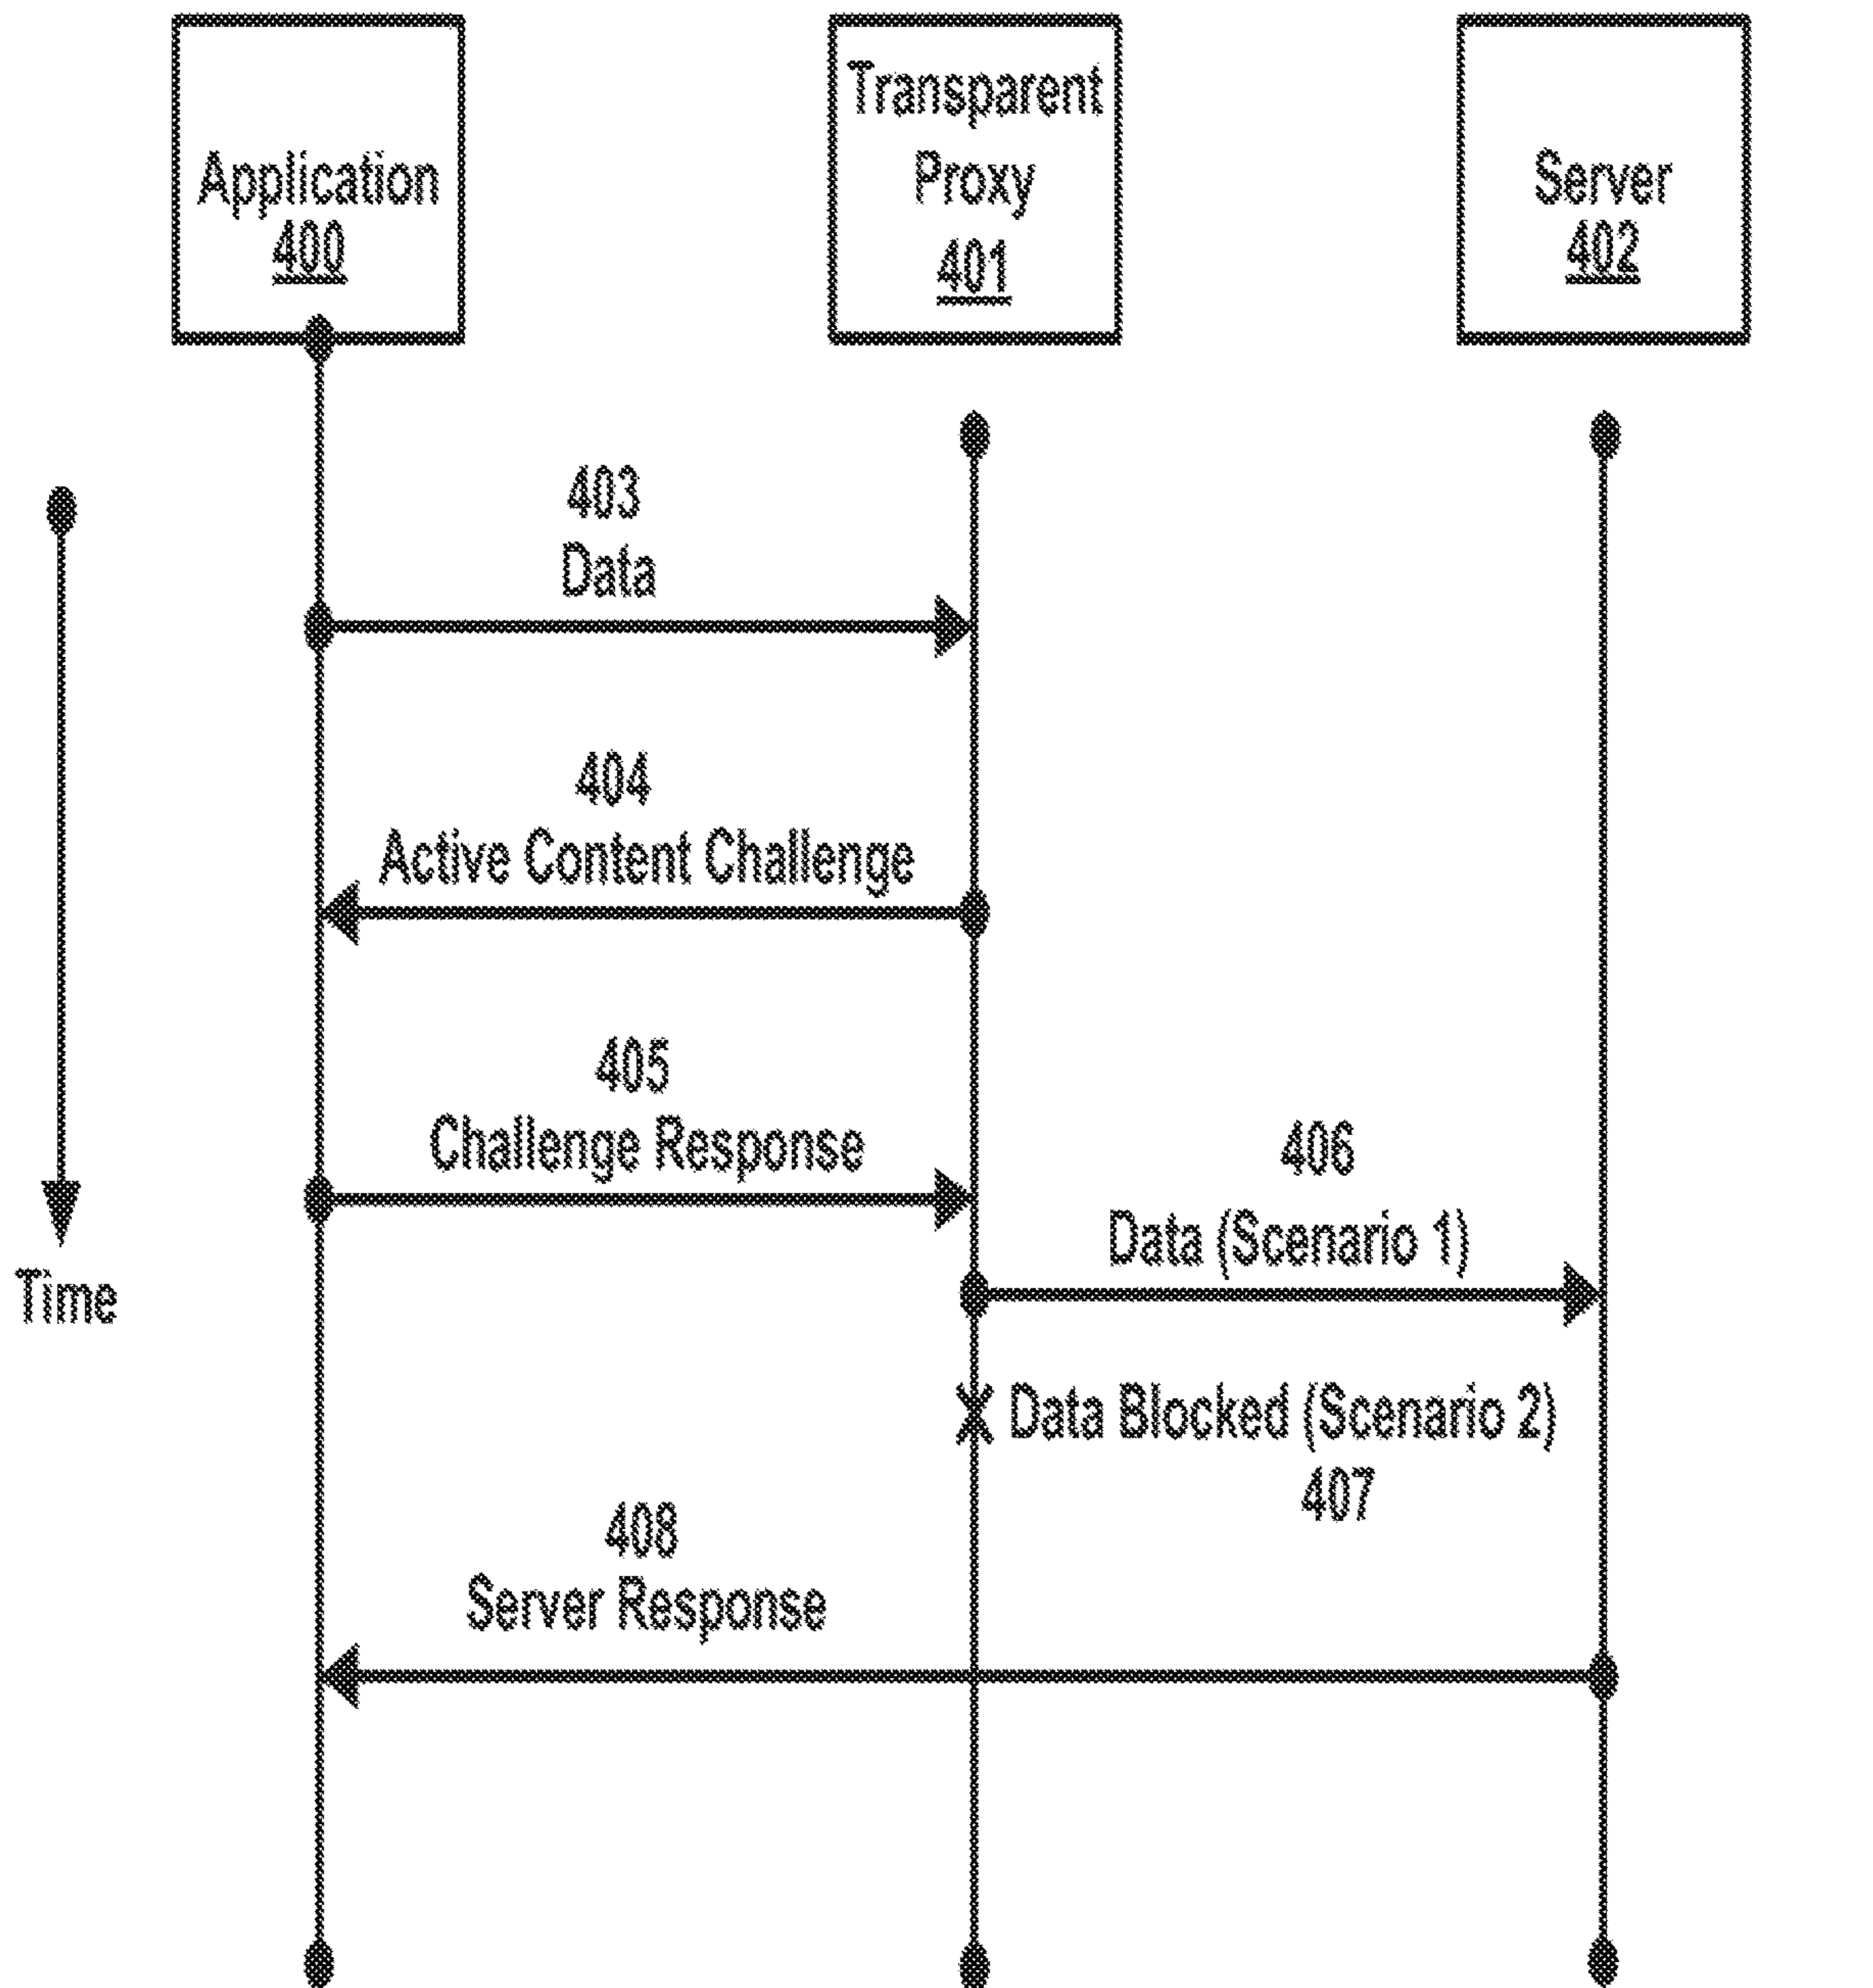 Application
400
Transparent
Proxy
401
Server
402
403
Data
404
Active Content Challenge
405
Challenge Response
406
Data (Scenario 1)
Time
Data Blocked (Scenario 2)
407
408
Server Response